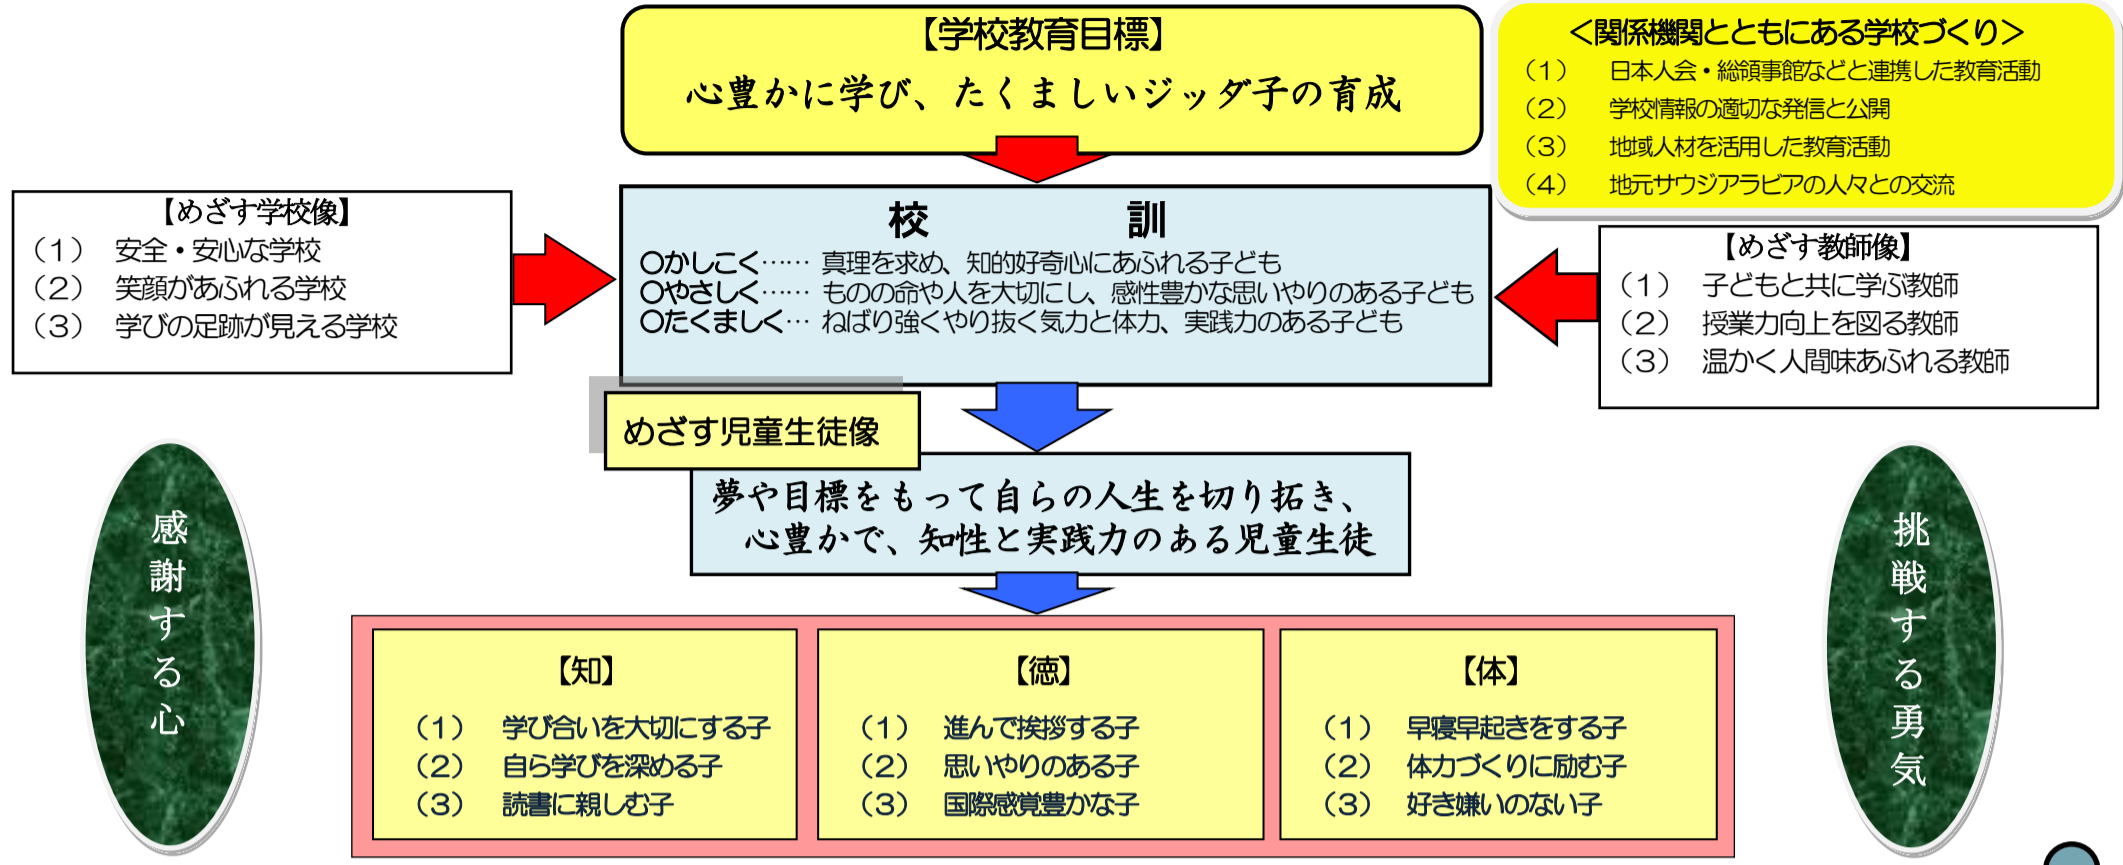 【学校教育目標】
心豊かに学び、たくましいジッダ子の育成
＜関係機関とともにある学校づくり＞
（1）　日本人会・総領事館などと連携した教育活動
（2）　学校情報の適切な発信と公開
（3）　地域人材を活用した教育活動
（4）　地元サウジアラビアの人々との交流
【めざす学校像】
（1）　安全・安心な学校
（2）　笑顔があふれる学校
（3）　学びの足跡が見える学校
校　訓
○かしこく…… 真理を求め、知的好奇心にあふれる子ども
○やさしく…… ものの命や人を大切にし、感性豊かな思いやりのある子ども
○たくましく… ねばり強くやり抜く気力と体力、実践力のある子ども
【めざす教師像】
（1）　子どもと共に学ぶ教師
（2）　授業力向上を図る教師
（3）　温かく人間味あふれる教師
めざす児童生徒像
夢や目標をもって自らの人生を切り拓き、
心豊かで、知性と実践力のある児童生徒
感謝する心
【知】
（1）　学び合いを大切にする子
（2）　自ら学びを深める子
（3）　読書に親しむ子
【徳】
（1）　進んで挨拶する子
（2）　思いやりのある子
（3）　国際感覚豊かな子
【体】
（1）　早寝早起きをする子
（2）　体力づくりに励む子
（3）　好き嫌いのない子
挑戦する勇気